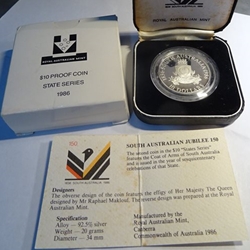 ROYAL AUSTRALIAN MINT
ROYAL AUSTRALIAN MINT
$10 PROOF COIN
STATE SERIES
1986
SOUTH AUSTRALIAN JUBILEE 150
The second coin in the $10 "State Series"
features the Coat of Arms of South Australia
and is issued in the year of sesquicentenary
celebrations of that State.
Designers
The obverse design of the coin features the effigy of Her Majesty The Queen
designed by Mr Raphael Maklouf. The reverse design was prepared at the Royal
Australian Mint.
Specification
Alloy — 92.5% silver
Weight — 20 grams
Diameter — 34 mm
Manufactured by the
Royal Australian Mint,
Canberra
Commonwealth of Australia 1986.